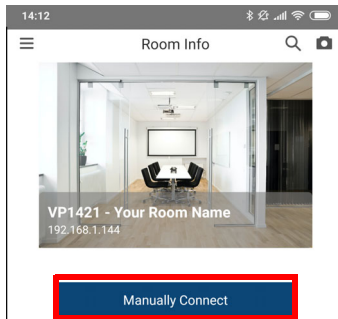 14:12
Room Info
VP1421 - Your Room Name
192.168.1.144
Manually Connect